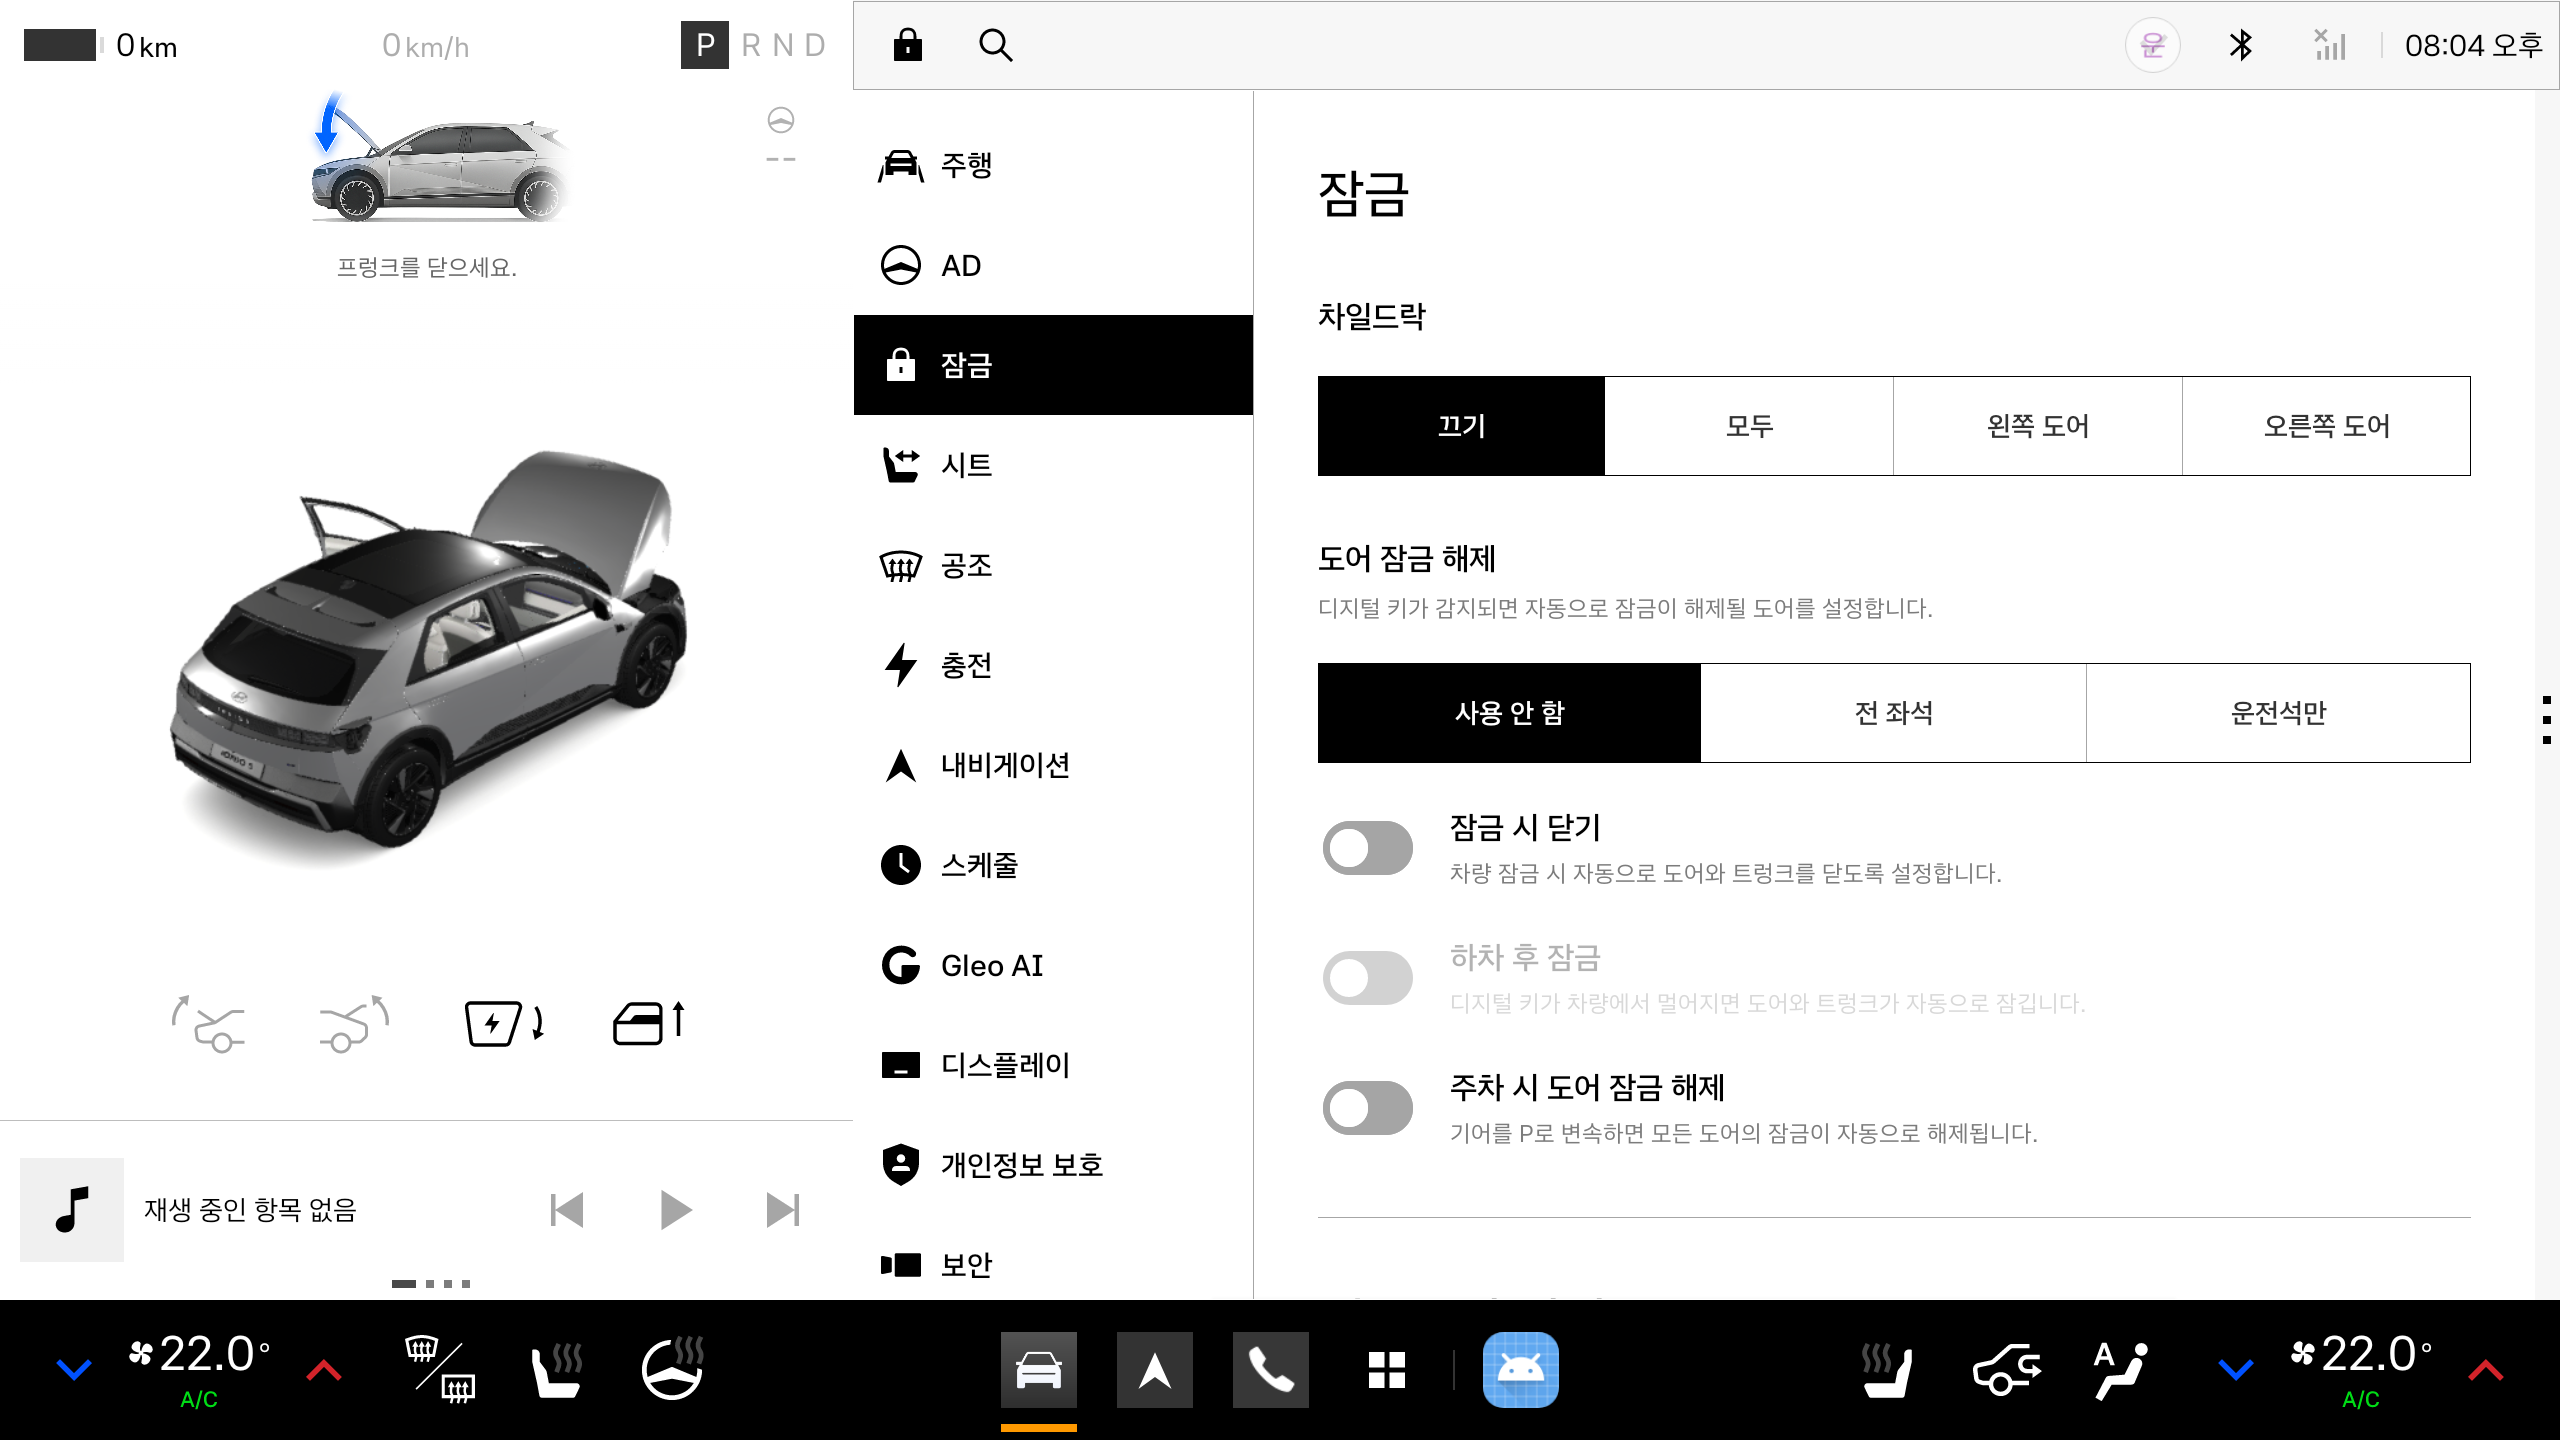 0 km
0 km/h
P R N D
08:04 오후
프렁크를 닫으세요.
IONIQ 5
재생 중인 항목 없음
주행
AD
잠금
시트
공조
충전
내비게이션
스케줄
Gleo AI
디스플레이
개인정보 보호
보안
잠금
차일드락
끄기
모두
왼쪽 도어
오른쪽 도어
도어 잠금 해제
디지털 키가 감지되면 자동으로 잠금이 해제될 도어를 설정합니다.
사용 안 함
전 좌석
운전석만
잠금 시 닫기
차량 잠금 시 자동으로 도어와 트렁크를 닫도록 설정합니다.
하차 후 잠금
디지털 키가 차량에서 멀어지면 도어와 트렁크가 자동으로 잠깁니다.
주차 시 도어 잠금 해제
기어를 P로 변속하면 모든 도어의 잠금이 자동으로 해제됩니다.
22.0°
A/C
A
22.0°
A/C